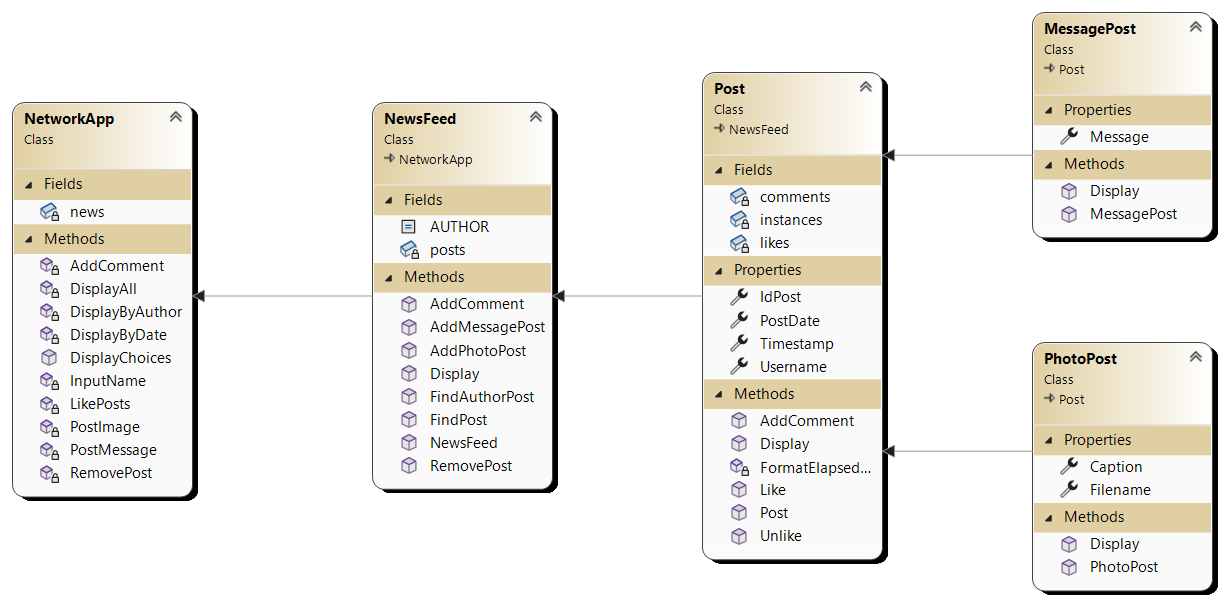 NetworkApp
Class
Fields
news
Methods
AddComment
DisplayAll
DisplayByAuthor
DisplayByDate
DisplayChoices
InputName
LikePosts
PostImage
PostMessage
RemovePost
NewsFeed
Class
NetworkApp
Fields
AUTHOR
posts
Methods
AddComment
AddMessagePost
AddPhotoPost
Display
FindAuthorPost
FindPost
NewsFeed
RemovePost
Post
Class
NewsFeed
Fields
comments
instances
likes
Properties
IdPost
PostDate
Timestamp
Username
Methods
AddComment
Display
FormatElapsed...
Like
Post
Unlike
MessagePost
Class
Post
Properties
Message
Methods
Display
MessagePost
PhotoPost
Class
Post
Properties
Caption
Filename
Methods
Display
PhotoPost